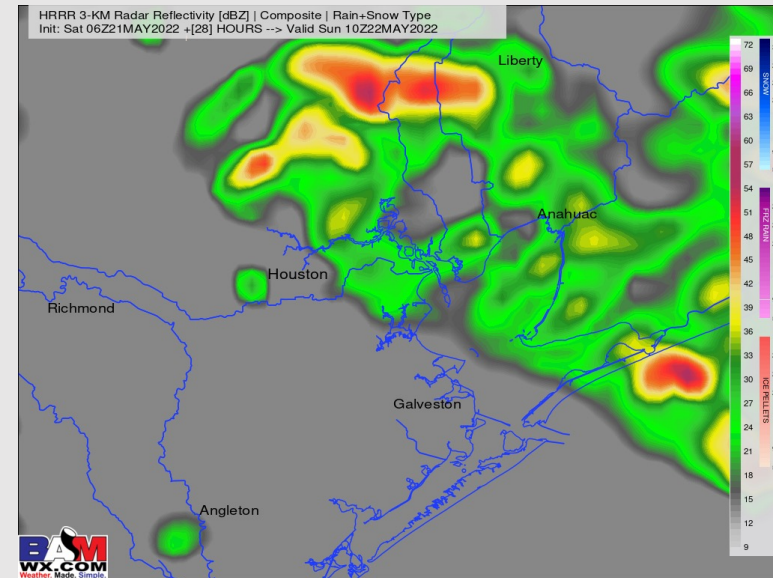 HRRR 3-KM Radar Reflectivity [dBZ] | Composite | Rain+Snow Type
Init: Sat 06Z21MAY2022 +[28] HOURS --> Valid Sun 10Z22MAY2022
Liberty
Anahuac
Houston
Richmond
Galveston
Angleton
72
69
66
63
60
57
54
51
48
45
42
39
36
33
30
27
24
21
18
15
12
9
SNOW
FRZ RAIN
ICE PELLETS
BAM
WX.COM
Weather. Made. Simple.